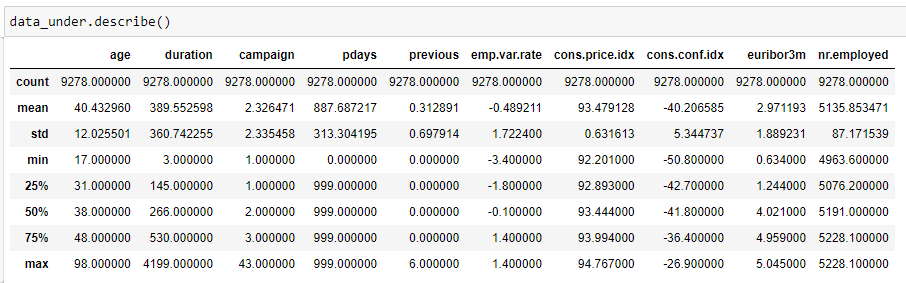 data_under.describe()
age duration campaign pdays previous emp.var.rate cons.price.idx cons.conf.idx euribor3m nr.employed
count 9278.000000 9278.000000 9278.000000 9278.000000 9278.000000 9278.000000 9278.000000 9278.000000 9278.000000 9278.000000
mean 40.432960 389.552598 2.326471 887.687217 0.312891 -0.489211 93.479128 -40.206585 2.971193 5135.853471
std 12.025501 360.742255 2.335458 313.304195 0.697914 1.722400 0.631613 5.344737 1.889231 87.171539
min 17.000000 3.000000 1.000000 0.000000 0.000000 -3.400000 92.201000 -50.800000 0.634000 4963.600000
25% 31.000000 145.000000 1.000000 999.000000 0.000000 -1.800000 92.893000 -42.700000 1.244000 5076.200000
50% 38.000000 266.000000 2.000000 999.000000 0.000000 -0.100000 93.444000 -41.800000 4.021000 5191.000000
75% 48.000000 530.000000 3.000000 999.000000 0.000000 1.400000 93.994000 -36.400000 4.959000 5228.100000
max 98.000000 4199.000000 43.000000 999.000000 6.000000 1.400000 94.767000 -26.900000 5.045000 5228.100000